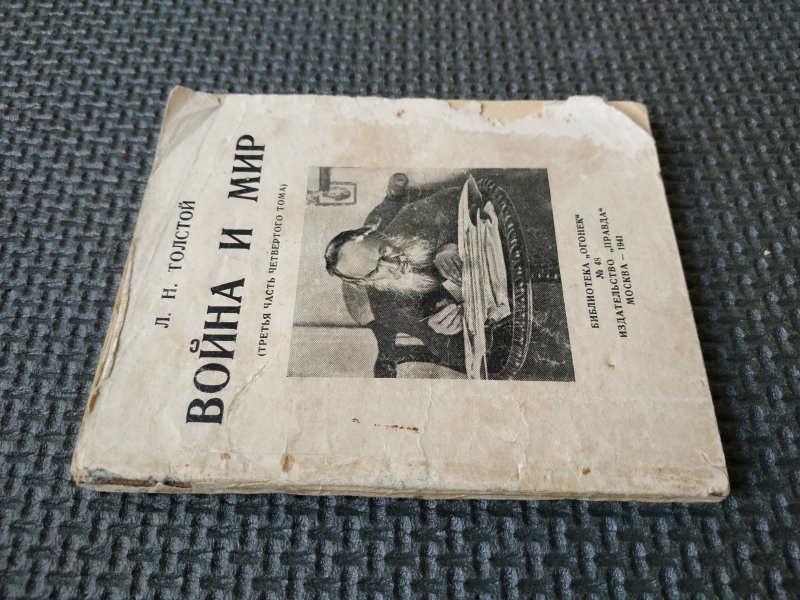 Л. Н. ТОЛСТОЙ
ВОЙНА И МИР
(ТРЕТЬЯ ЧАСТЬ ЧЕТВЕРТОГО ТОМА)
БИБЛИОТЕКА „ОГОНЕК“
№ 48
ИЗДАТЕЛЬСТВО „ПРАВДА“
МОСКВА — 1941